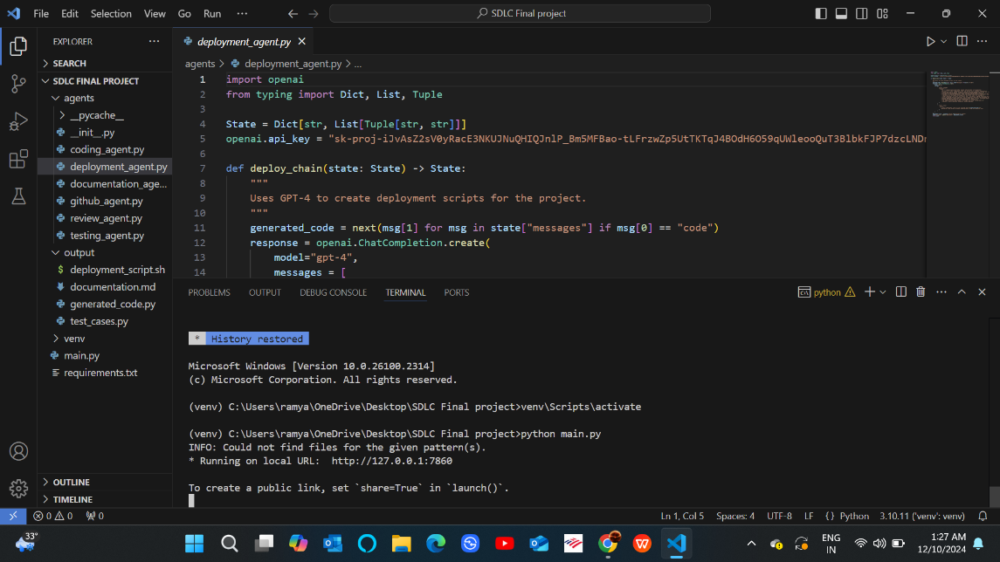 File Edit Selection View Go Run ··· SDLC Final project
EXPLORER ···
SEARCH
SDLC FINAL PROJECT
agents
__pycache__
__init__.py
coding_agent.py
deployment_agent.py
documentation_age...
github_agent.py
review_agent.py
testing_agent.py
output
$ deployment_script.sh
documentation.md
generated_code.py
test_cases.py
venv
main.py
requirements.txt
OUTLINE
TIMELINE
deployment_agent.py
agents > deployment_agent.py > ...
1 import openai
2 from typing import Dict, List, Tuple
3
4 State = Dict[str, List[Tuple[str, str]]]
5 openai.api_key =
6
7 def deploy_chain(state: State) -> State:
8 """
9 Uses GPT-4 to create deployment scripts for the project.
10 """
11 generated_code = next(msg[1] for msg in state["messages"] if msg[0] == "code")
12 response = openai.ChatCompletion.create(
13 model="gpt-4",
14 messages = [
PROBLEMS OUTPUT DEBUG CONSOLE TERMINAL PORTS python
* History restored
Microsoft Windows [Version 10.0.26100.2314]
(c) Microsoft Corporation. All rights reserved.
(venv) C:\Users\ramya\OneDrive\Desktop\SDLC Final project>venv\Scripts\activate
(venv) C:\Users\ramya\OneDrive\Desktop\SDLC Final project>python main.py
INFO: Could not find files for the given pattern(s).
* Running on local URL:  http://127.0.0.1:7860
To create a public link, set `share=True` in `launch()`.
0 0 0 Ln 1, Col 5 Spaces: 4 UTF-8 LF {} Python 3.10.11 ('venv': venv)
33° ENG IN 1:27 AM
12/10/2024